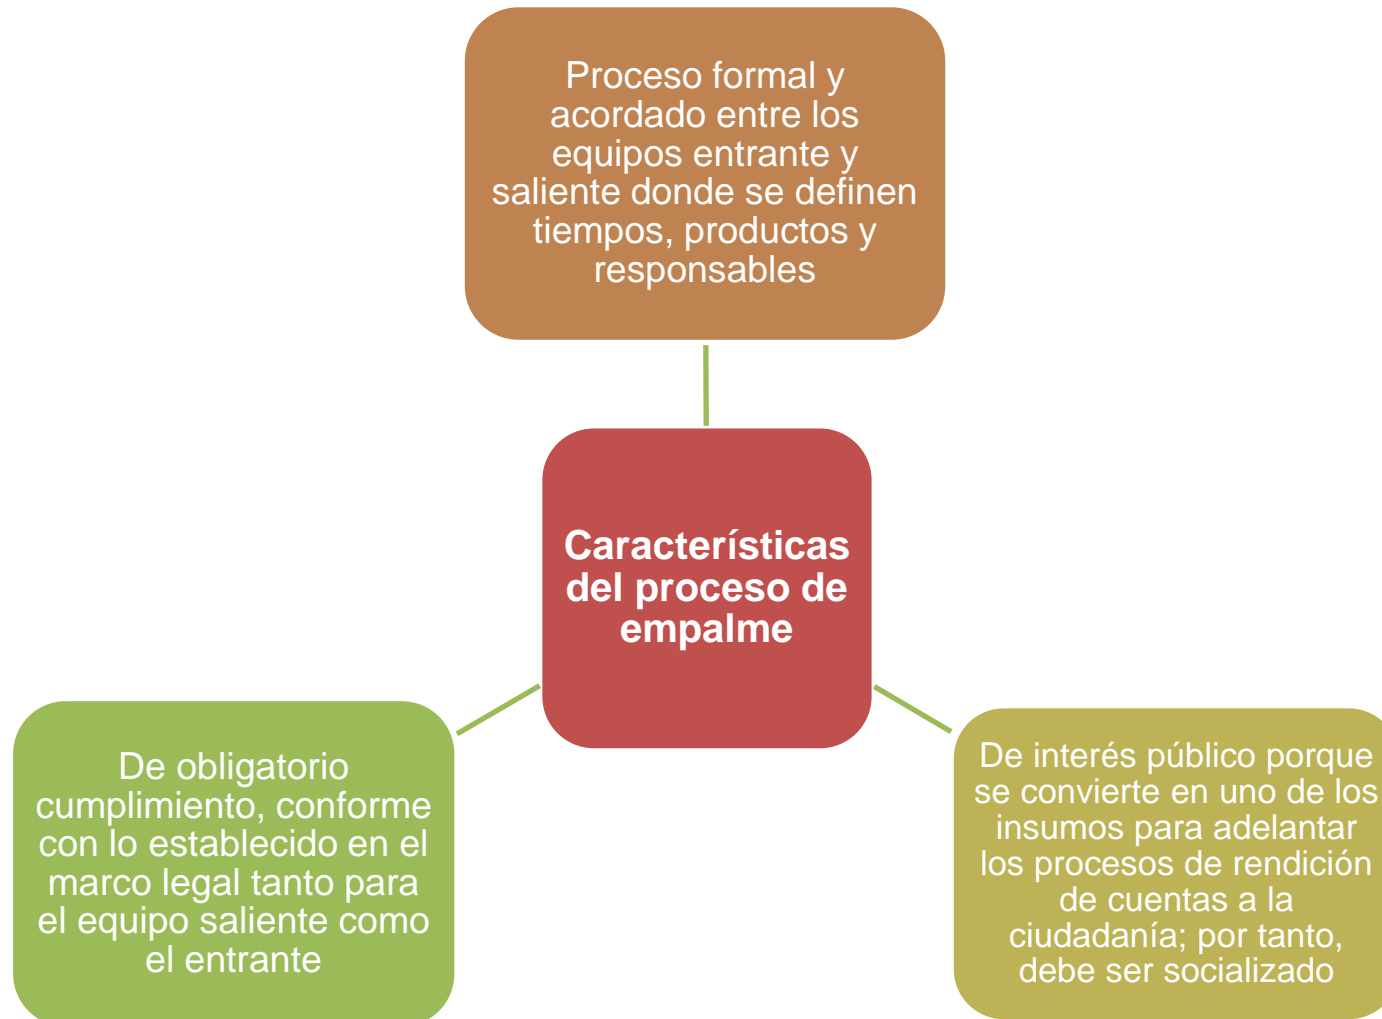 Proceso formal y
acordado entre los
equipos entrante y
saliente donde se definen
tiempos, productos y
responsables
Características
del proceso de
empalme
De obligatorio
cumplimiento, conforme
con lo establecido en el
marco legal tanto para
el equipo saliente como
el entrante
De interés público porque
se convierte en uno de los
insumos para adelantar
los procesos de rendición
de cuentas a la
ciudadanía; por tanto,
debe ser socializado